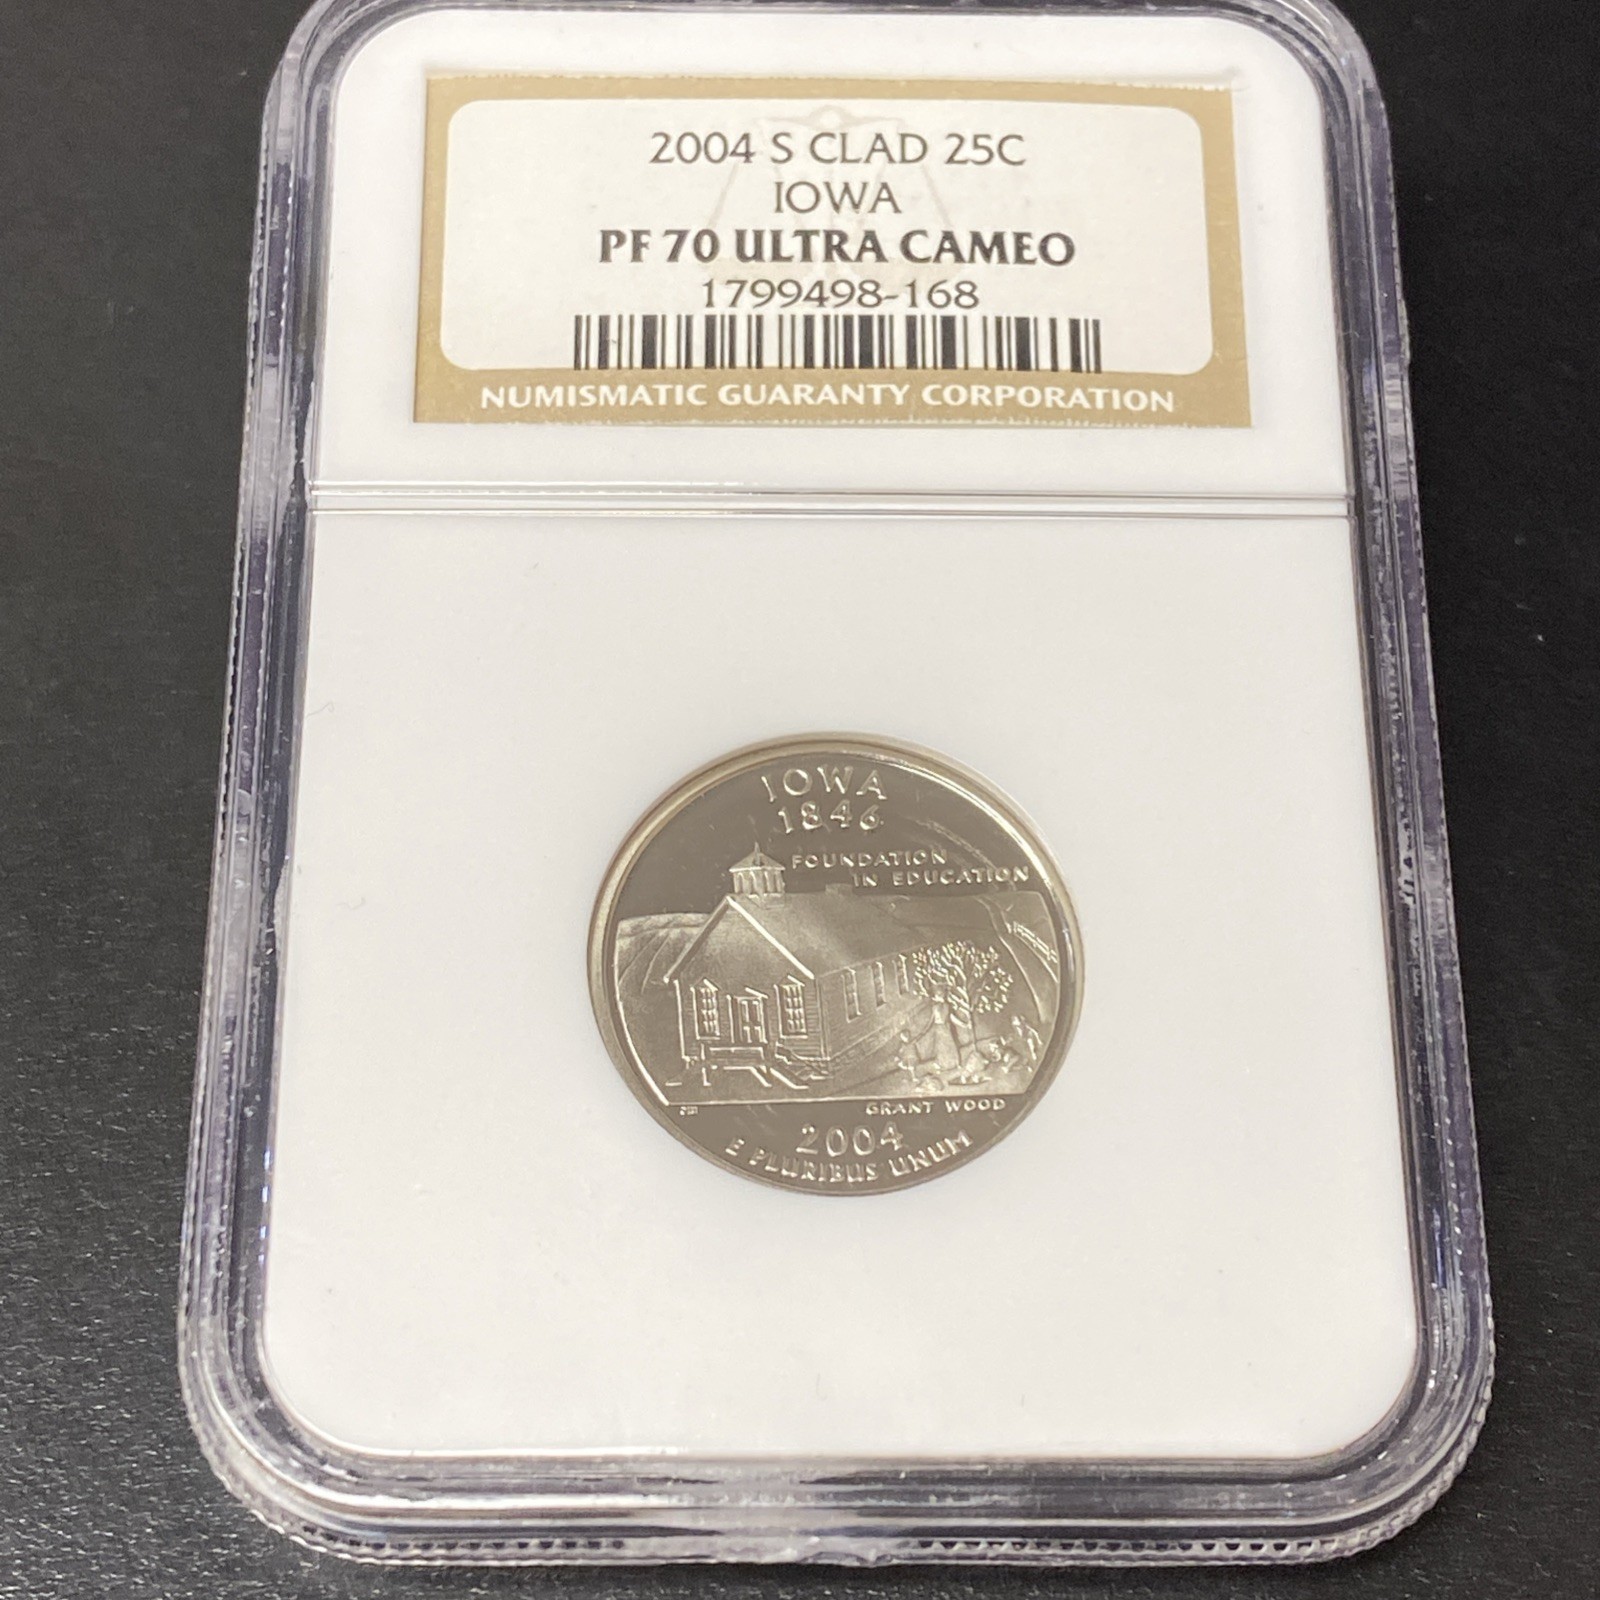 2004 S CLAD 25C
IOWA
PF 70 ULTRA CAMEO
1799498-168
NUMISMATIC GUARANTY CORPORATION
IOWA
1846
FOUNDATION
IN EDUCATION
GRANT WOOD
2004
E PLURIBUS UNUM